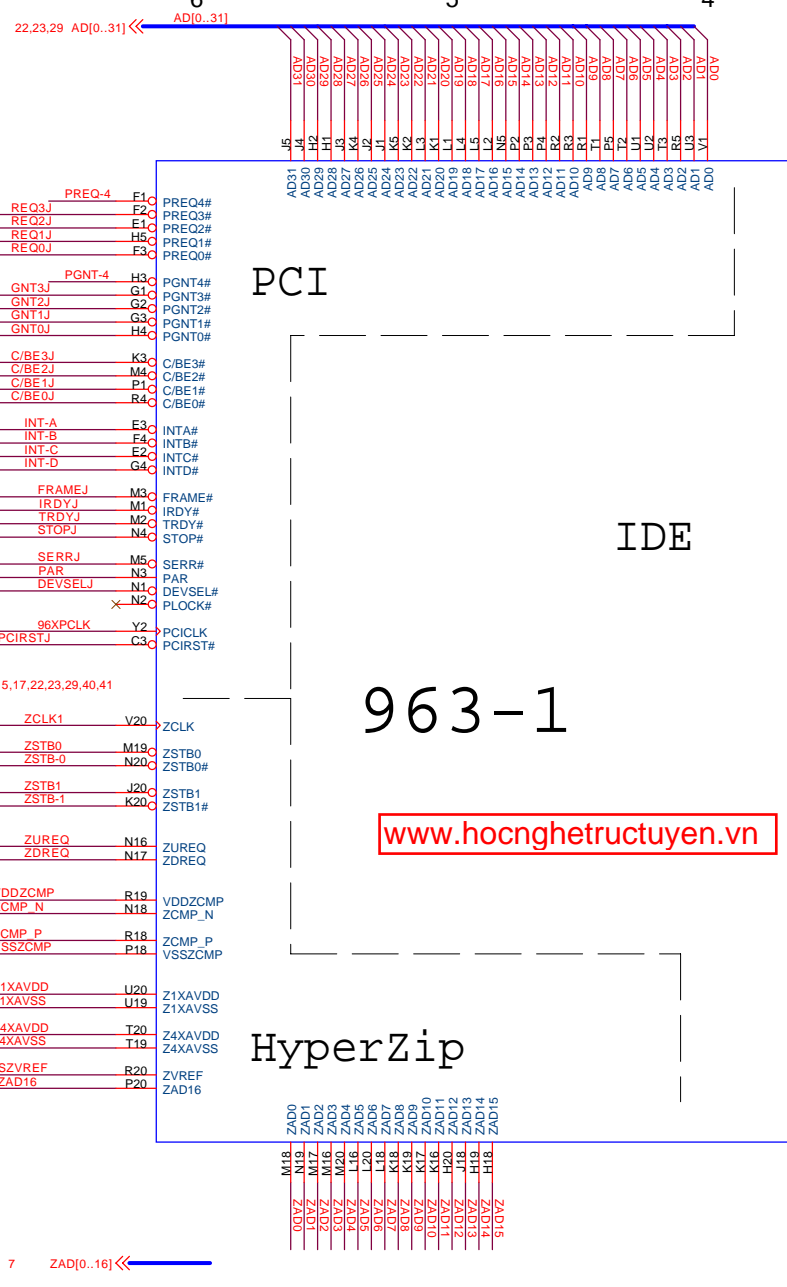 6 5 4
22,23,29 AD[0..31] AD[0..31]
AD31 AD30 AD29 AD28 AD27 AD26 AD25 AD24 AD23 AD22 AD21 AD20 AD19 AD18 AD17 AD16 AD15 AD14 AD13 AD12 AD11 AD10 AD9 AD8 AD7 AD6 AD5 AD4 AD3 AD2 AD1 AD0
J5 J4 H2 H1 J3 K4 J2 J1 K5 K2 L3 K1 L1 L4 L5 L2 N5 P2 P3 P4 R2 R3 R1 T1 P5 T2 U1 U2 T3 R5 U3 V1
AD31 AD30 AD29 AD28 AD27 AD26 AD25 AD24 AD23 AD22 AD21 AD20 AD19 AD18 AD17 AD16 AD15 AD14 AD13 AD12 AD11 AD10 AD9 AD8 AD7 AD6 AD5 AD4 AD3 AD2 AD1 AD0
PREQ-4 F1 PREQ4#
REQ3J F2 PREQ3#
REQ2J E1 PREQ2#
REQ1J H5 PREQ1#
REQ0J F3 PREQ0#
PCI
PGNT-4 H3 PGNT4#
GNT3J G1 PGNT3#
GNT2J G2 PGNT2#
GNT1J G3 PGNT1#
GNT0J H4 PGNT0#
C/BE3J K3 C/BE3#
C/BE2J M4 C/BE2#
C/BE1J P1 C/BE1#
C/BE0J R4 C/BE0#
INT-A E3 INTA#
INT-B F4 INTB#
INT-C E2 INTC#
INT-D G4 INTD#
FRAMEJ M3 FRAME#
IRDYJ M1 IRDY#
TRDYJ M2 TRDY#
STOPJ N4 STOP#
IDE
SERRJ M5 SERR#
PAR N3 PAR
DEVSELJ N1 DEVSEL#
N2 PLOCK#
96XPCLK Y2 PCICLK
PCIRSTJ C3 PCIRST#
5,17,22,23,29,40,41
963-1
ZCLK1 V20 ZCLK
ZSTB0 M19 ZSTB0
ZSTB-0 N20 ZSTB0#
ZSTB1 J20 ZSTB1
ZSTB-1 K20 ZSTB1#
www.hocnghetructuyen.vn
ZUREQ N16 ZUREQ
ZDREQ N17 ZDREQ
VDDZCMP R19 VDDZCMP
ZCMP_N N18 ZCMP_N
ZCMP_P R18 ZCMP_P
VSSZCMP P18 VSSZCMP
Z1XAVDD U20 Z1XAVDD
Z1XAVSS U19 Z1XAVSS
Z4XAVDD T20 Z4XAVDD
Z4XAVSS T19 Z4XAVSS
HyperZip
SZVREF R20 ZVREF
ZAD16 P20 ZAD16
ZAD0 ZAD1 ZAD2 ZAD3 ZAD4 ZAD5 ZAD6 ZAD7 ZAD8 ZAD9 ZAD10 ZAD11 ZAD12 ZAD13 ZAD14 ZAD15
M18 N19 M17 M16 M20 L16 L20 L18 K18 K19 K17 K16 H20 J18 H19 H18
ZAD0 ZAD1 ZAD2 ZAD3 ZAD4 ZAD5 ZAD6 ZAD7 ZAD8 ZAD9 ZAD10 ZAD11 ZAD12 ZAD13 ZAD14 ZAD15
7 ZAD[0..16]